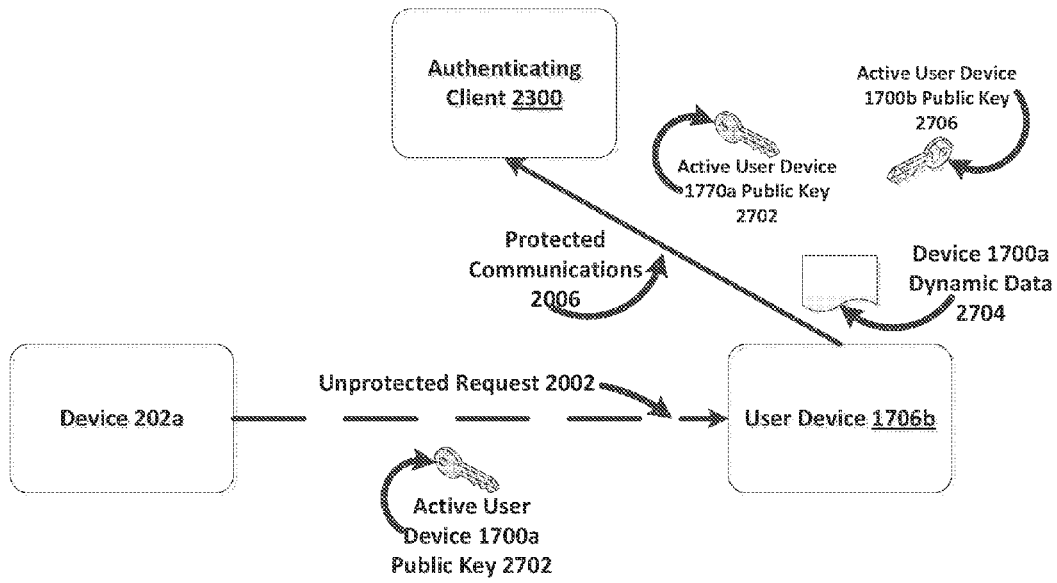 Authenticating
Client 2300
Active User Device
1700b Public Key
2706
Active User Device
1770a Public Key
2702
Protected
Communications
2006
Device 1700a
Dynamic Data
2704
Unprotected Request 2002
Device 202a
User Device 1706b
Active User
Device 1700a
Public Key 2702